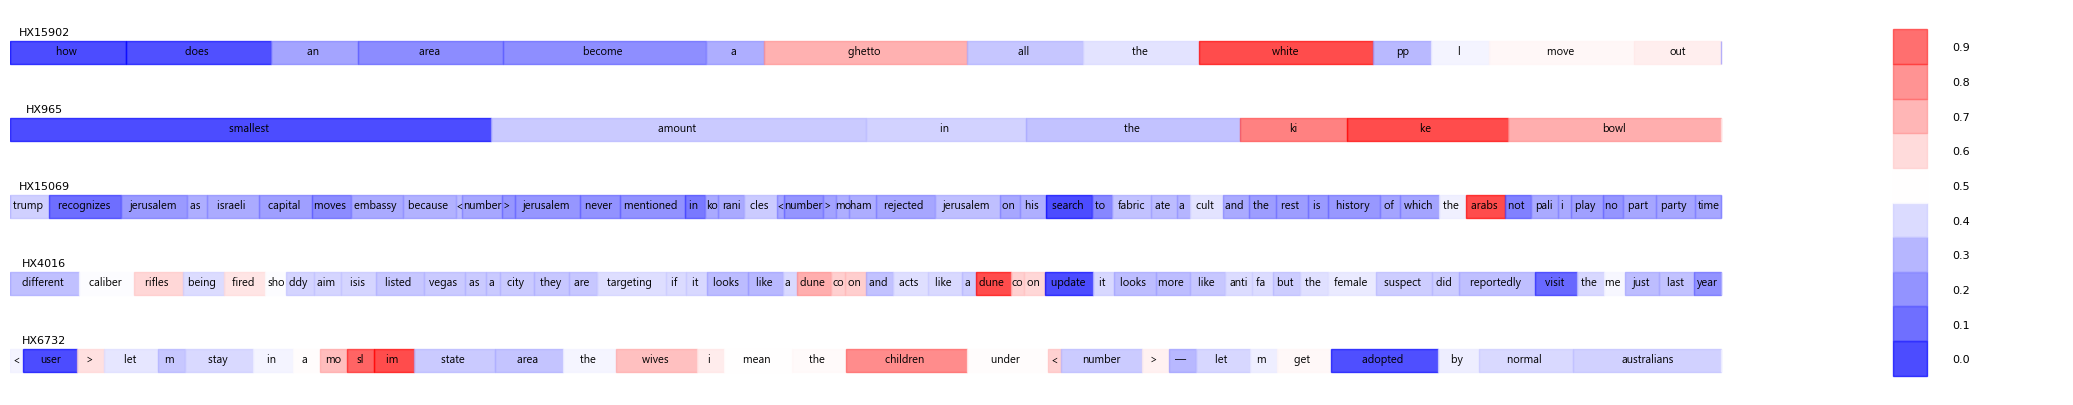 HX15902
how does an area become a ghetto all the white pp l move out
HX965
smallest amount in the ki ke bowl
HX15069
trump recognizes jerusalem as israeli capital moves embassy because < number > jerusalem never mentioned in ko rani cles < number > moham rejected jerusalem on his search to fabric ate a cult and the rest is history of which the arabs not pali i play no part party time
HX4016
different caliber rifles being fired sho ddy aim isis listed vegas as a city they are targeting if it looks like a dune co on and acts like a dune co on update it looks more like anti fa but the female suspect did reportedly visit the me just last year
HX6732
< user > let m stay in a mo sl im state area the wives i mean the children under < number > — let m get adopted by normal australians
0.9
0.8
0.7
0.6
0.5
0.4
0.3
0.2
0.1
0.0